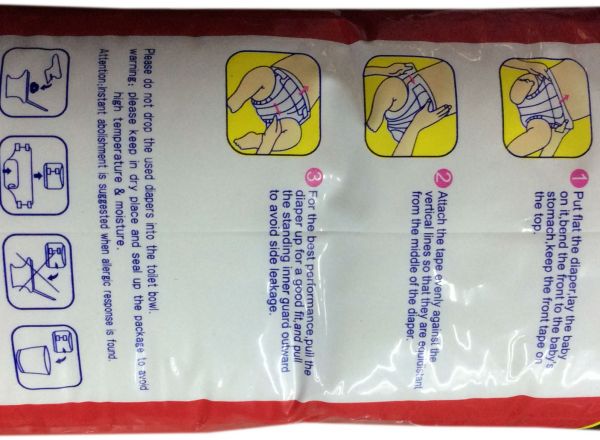 1 Put flat the diaper,lay the baby
on it,bend the front to the baby's
stomach,keep the front tape on
the top.
2 Attach the tape evenly against the
vertical lines so that they are equidistant
from the middle of the diaper.
3 For the best performance,pull the
diaper up for a good fit,and pull
the standing inner guard outward
to avoid side leakage.
Please do not drop the used diapers into the toilet bowl.
warning: please keep in dry place and seal up the package to avoid
high temperature & moisture.
Attention:Instant abolishment is suggested when allergic response is found.